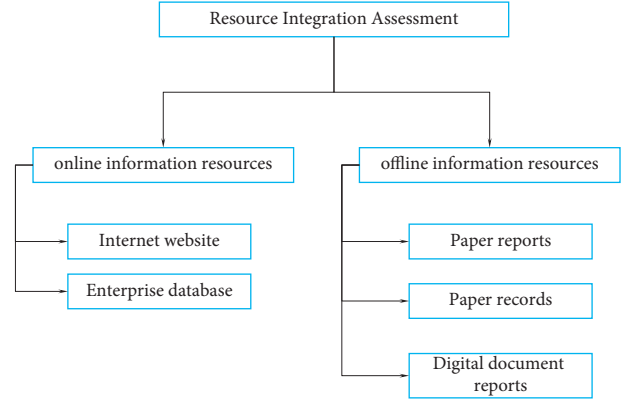 Resource Integration Assessment
online information resources
offline information resources
Internet website
Enterprise database
Paper reports
Paper records
Digital document
reports